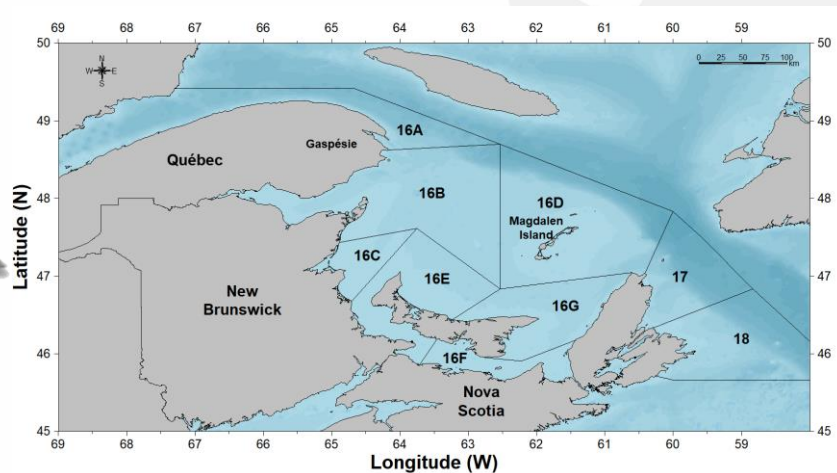 69 68 67 66 65 64 63 62 61 60 59
50 50
N
W E
S
0 25 50 75 100
km
49 49
16A
Gaspésie
Québec
48 48
16B
16D
Magdalen
Island
Latitude (N)
16C
47 47
16E
17
New
Brunswick
16G
46 46
18
16F
Nova
Scotia
45 45
69 68 67 66 65 64 63 62 61 60 59
Longitude (W)